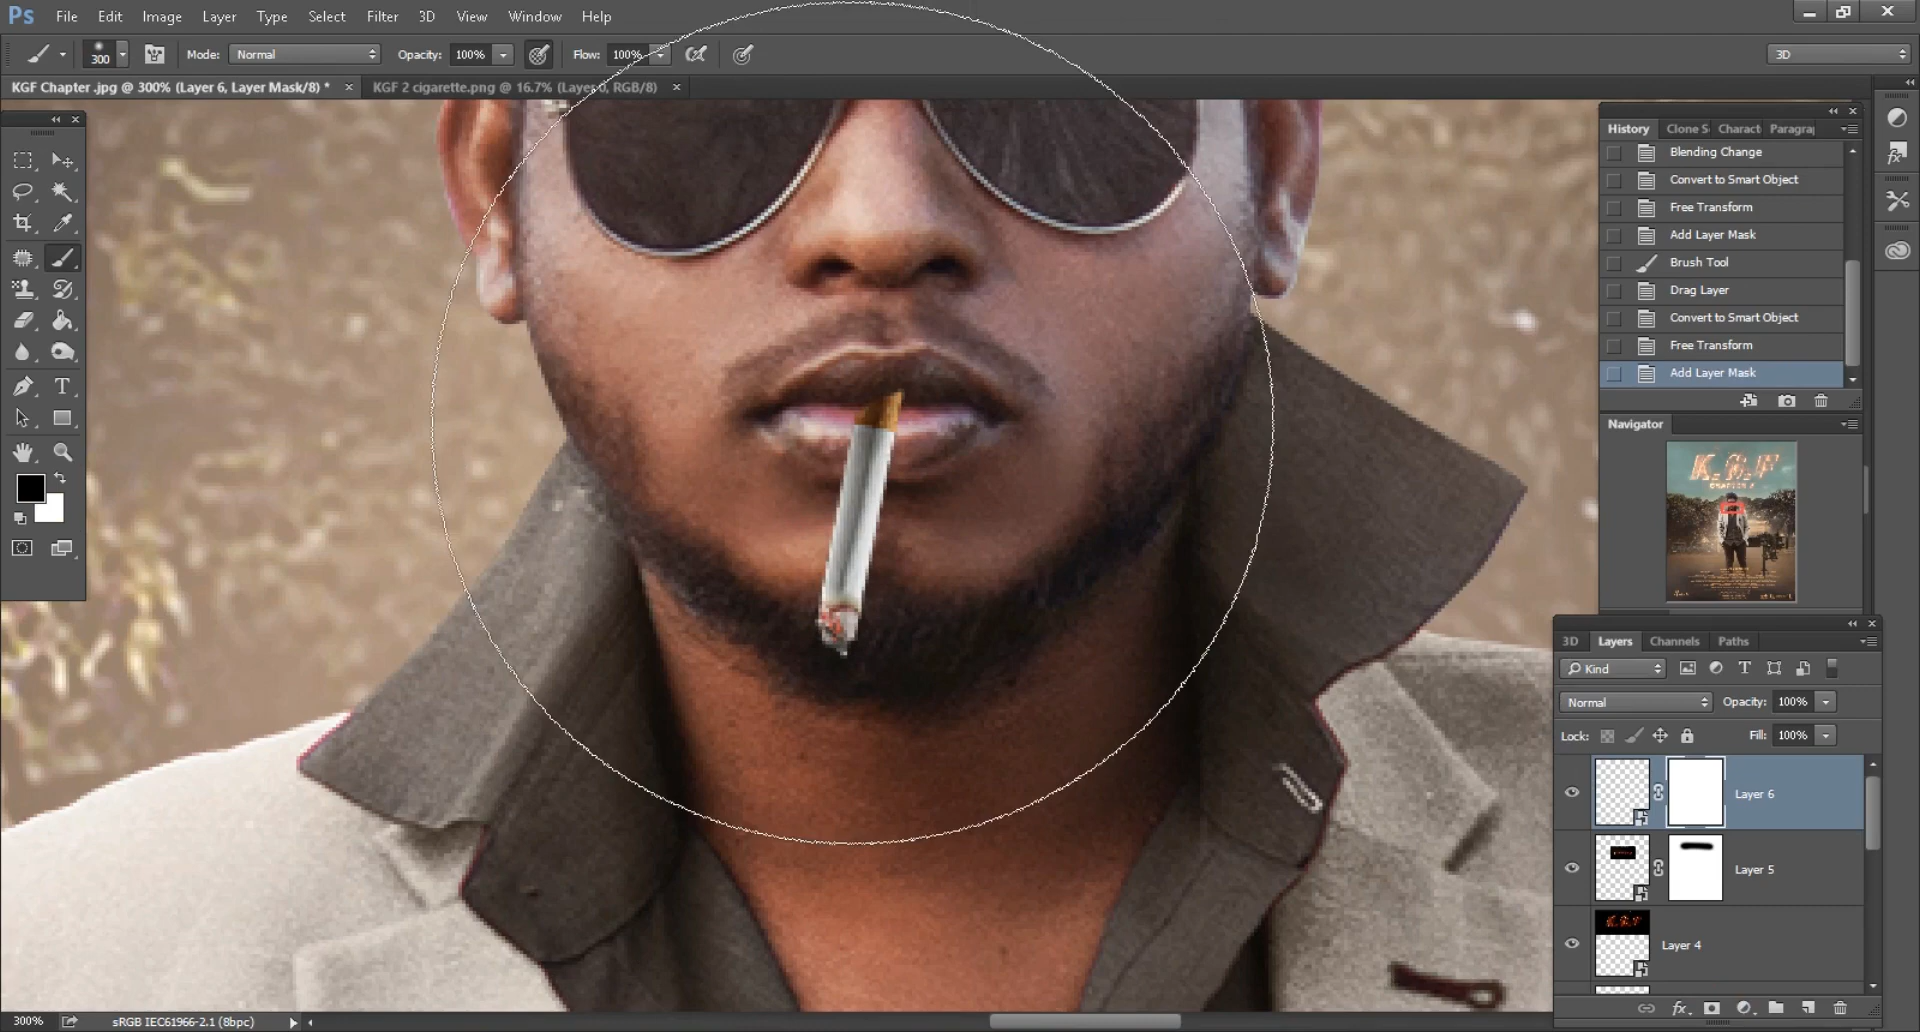 Ps File Edit Image Layer Type Select Filter 3D View Window Help
300 Mode: Normal Opacity: 100% Flow: 100% 3D
KGF Chapter .jpg @ 300% (Layer 6, Layer Mask/8) * × KGF 2 cigarette.png @ 16.7% (Layer 0, RGB/8) ×
History Clone S Charact Paragraj
Blending Change
Convert to Smart Object
Free Transform
Add Layer Mask
Brush Tool
Drag Layer
Convert to Smart Object
Free Transform
Add Layer Mask
Navigator
K.G.F
3D Layers Channels Paths
Kind
Normal Opacity: 100%
Lock: Fill: 100%
Layer 6
Layer 5
Layer 4
300% sRGB IEC61966-2.1 (8bpc)